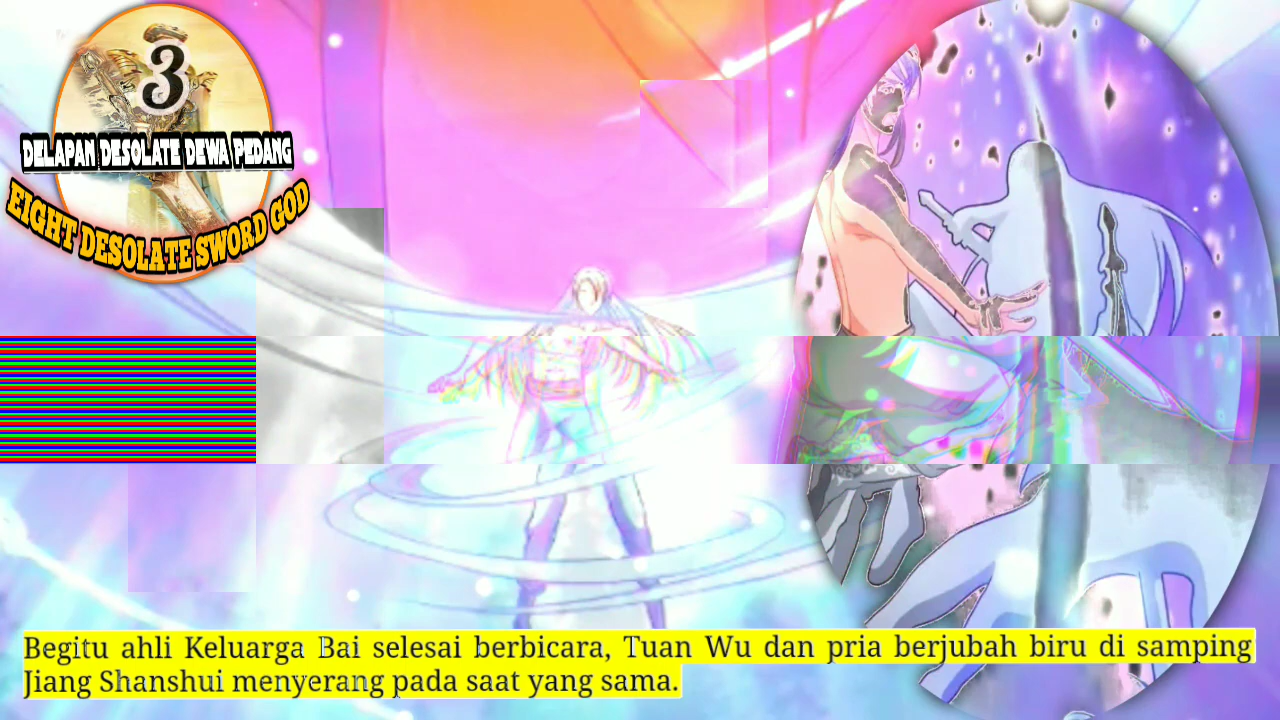 3
DELAPAN DESOLATE DEWA PEDANG
EIGHT DESOLATE SWORD GOD
Begitu ahli Keluarga Bai selesai berbicara, Tuan Wu dan pria berjubah biru di samping
Jiang Shanshui menyerang pada saat yang sama.